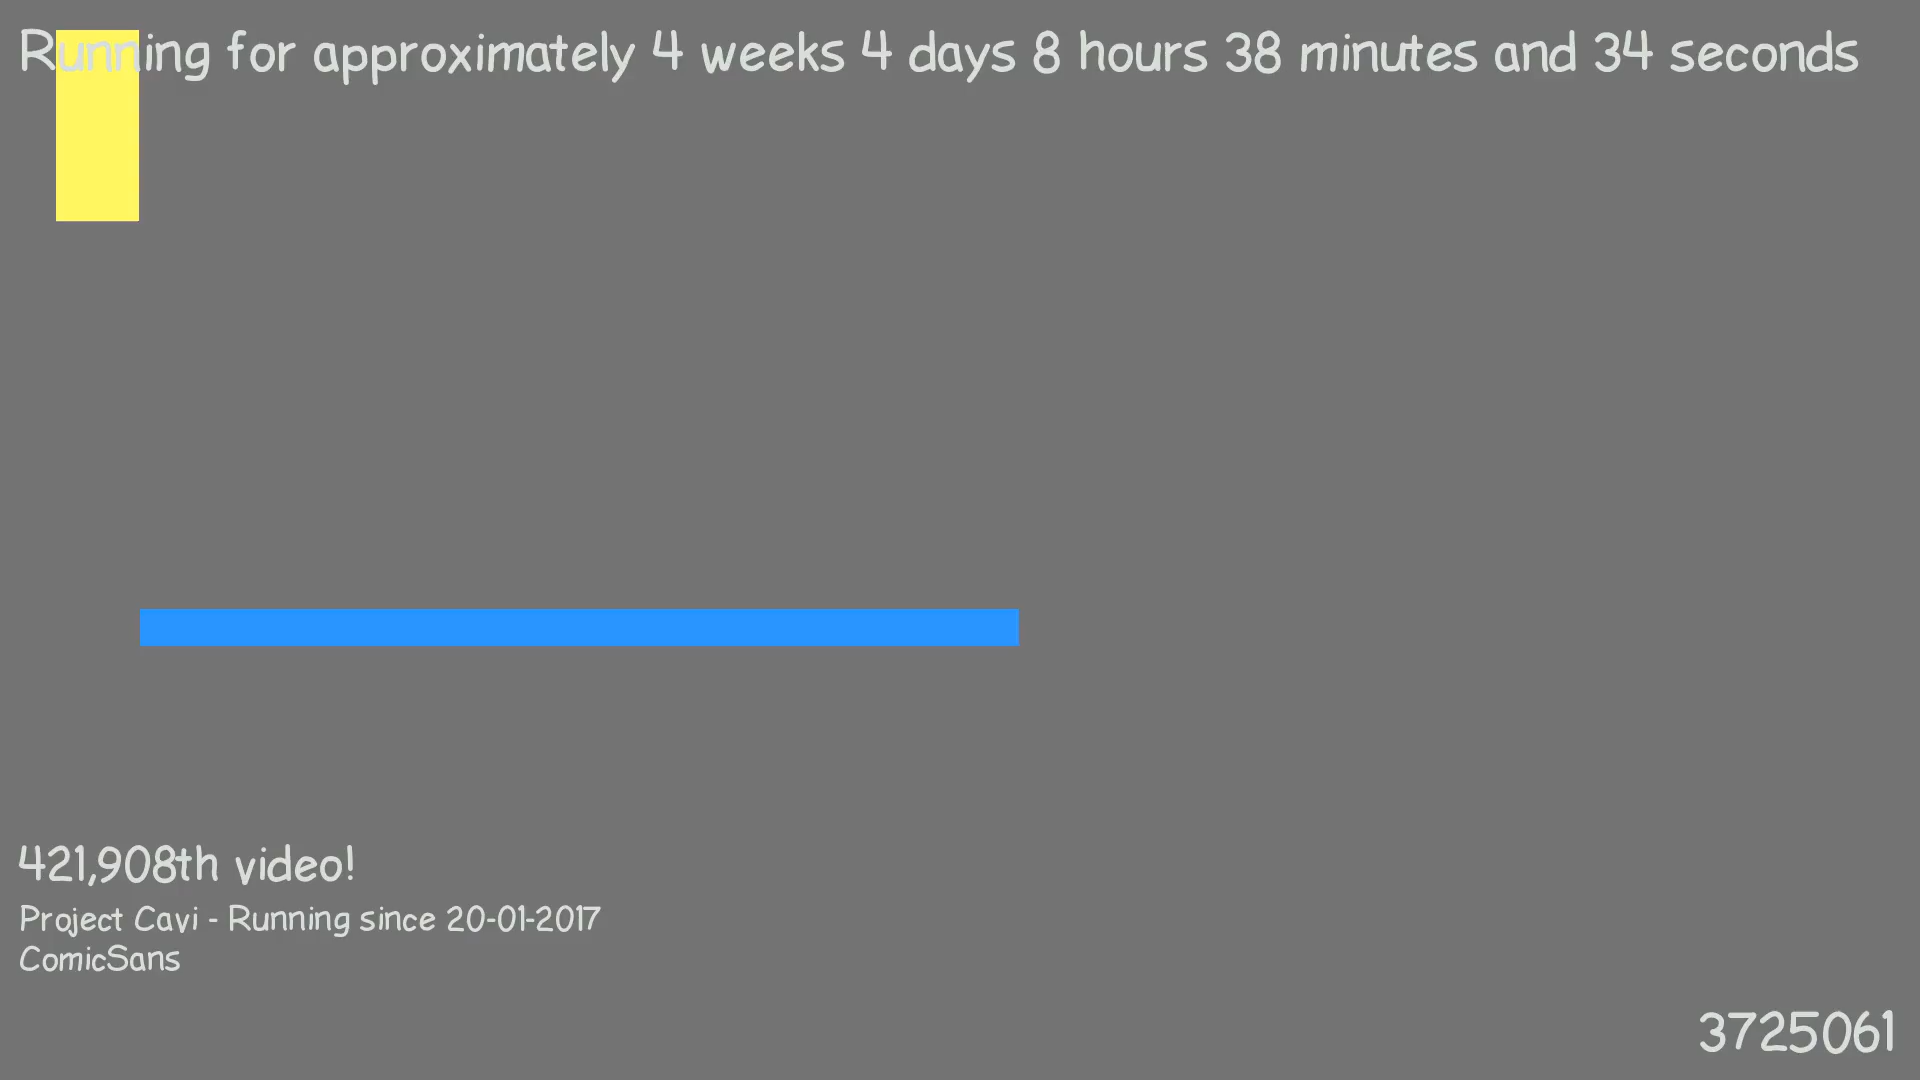 Running for approximately 4 weeks 4 days 8 hours 38 minutes and 34 seconds
421,908th video!
Project Cavi - Running since 20-01-2017
ComicSans
3725061